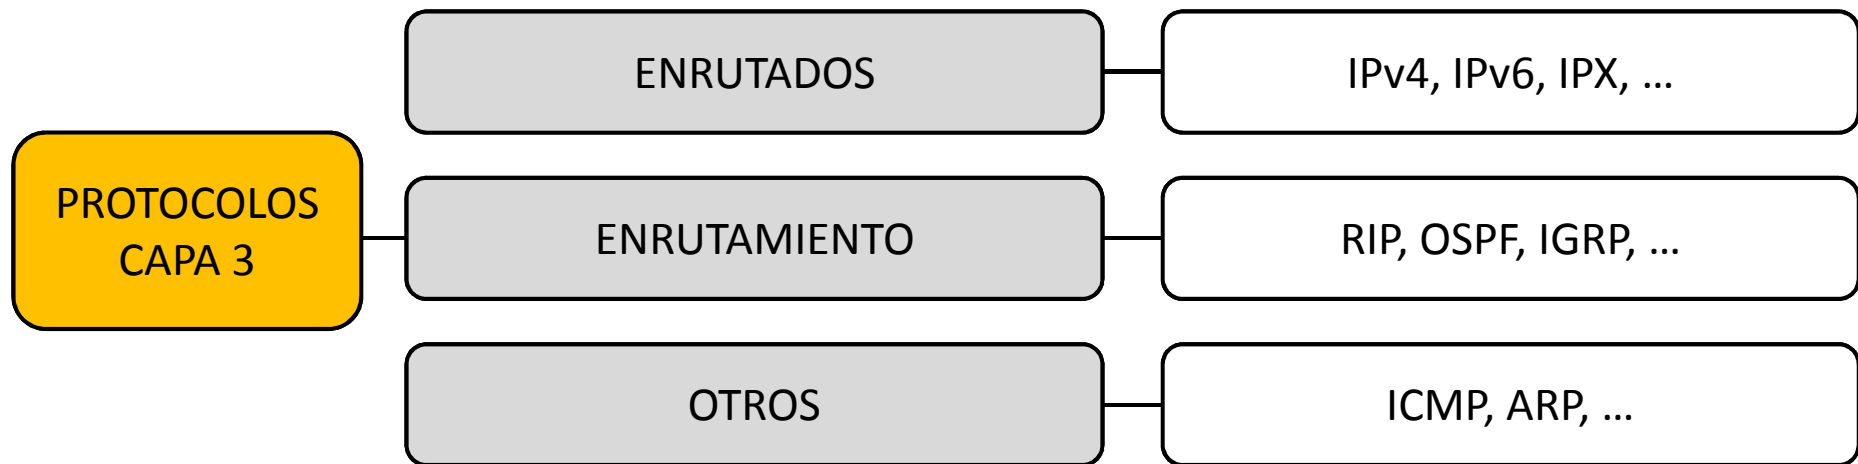 PROTOCOLOS
CAPA 3
ENRUTADOS
IPv4, IPv6, IPX, ...
ENRUTAMIENTO
RIP, OSPF, IGRP, ...
OTROS
ICMP, ARP, ...